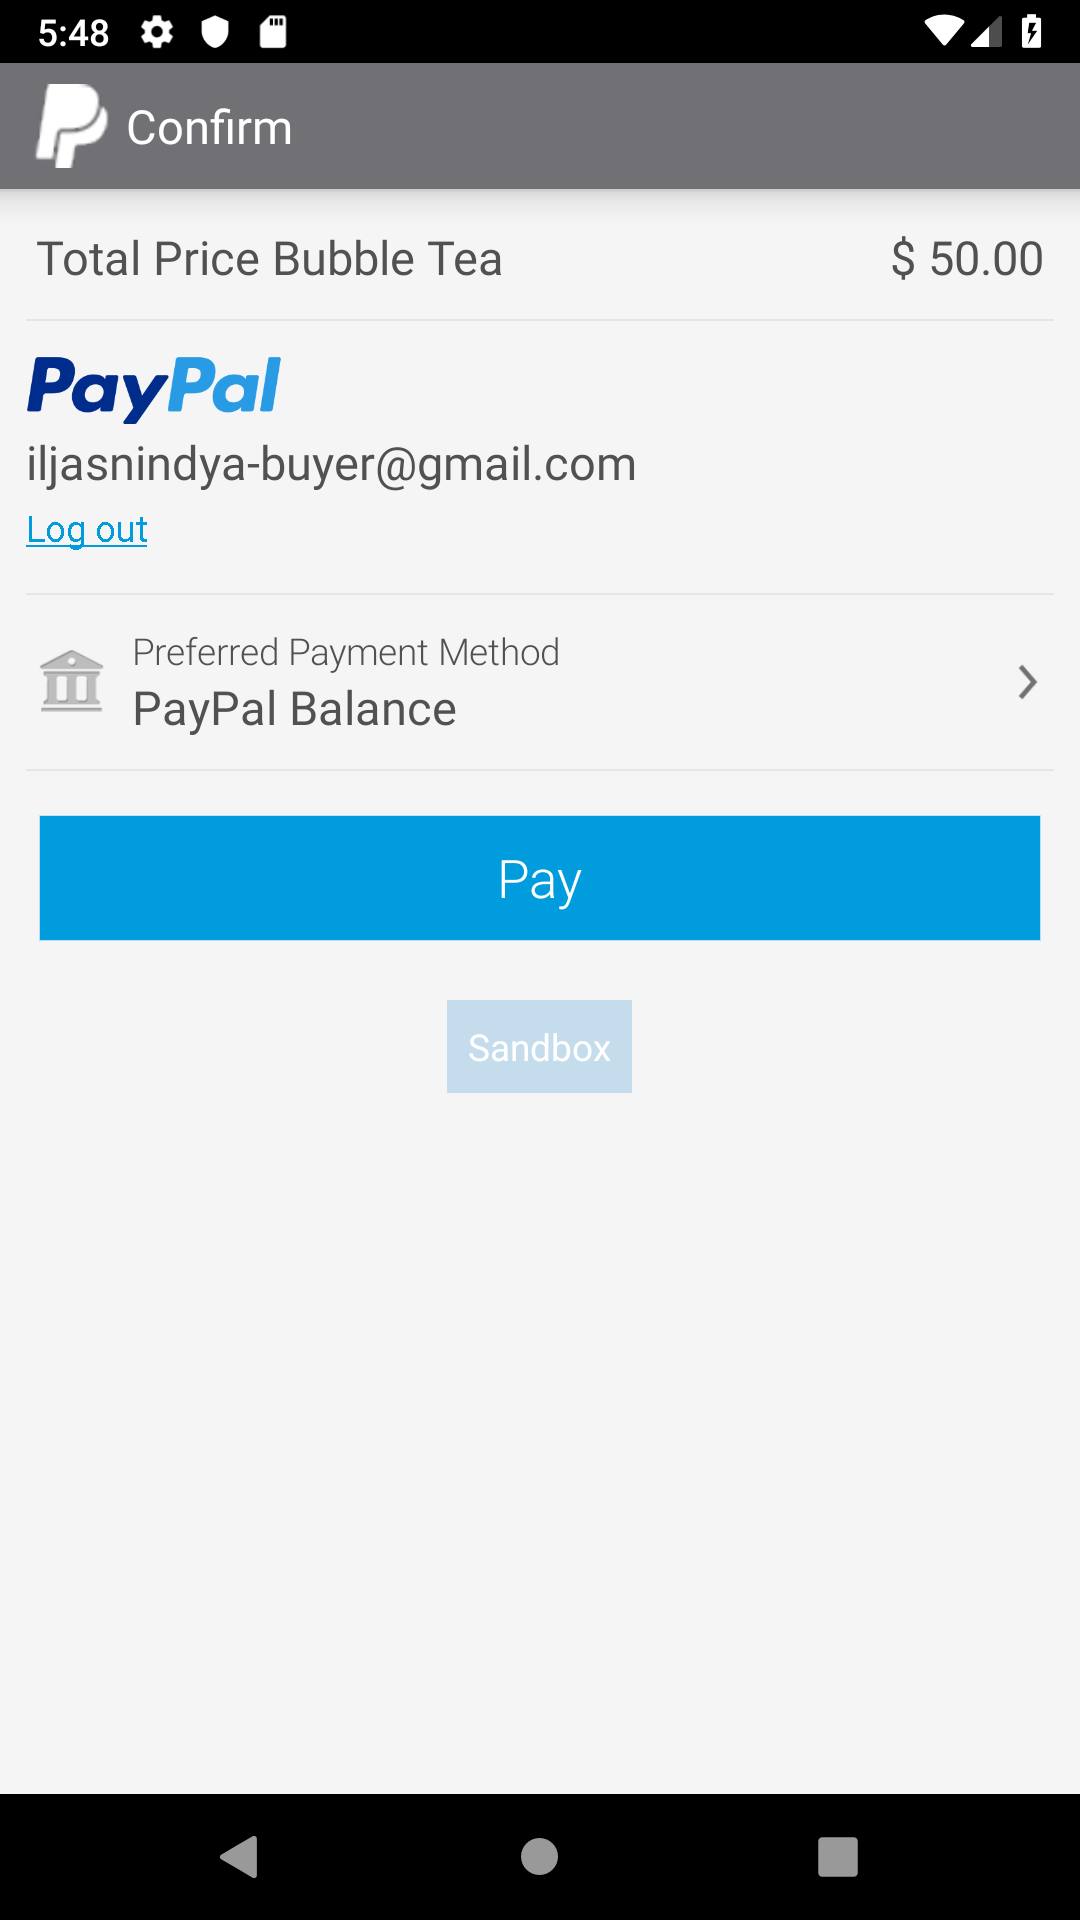 5:48
Confirm
Total Price Bubble Tea $ 50.00
PayPal
iljasnindya-buyer@gmail.com
Log out
Preferred Payment Method
PayPal Balance
Pay
Sandbox